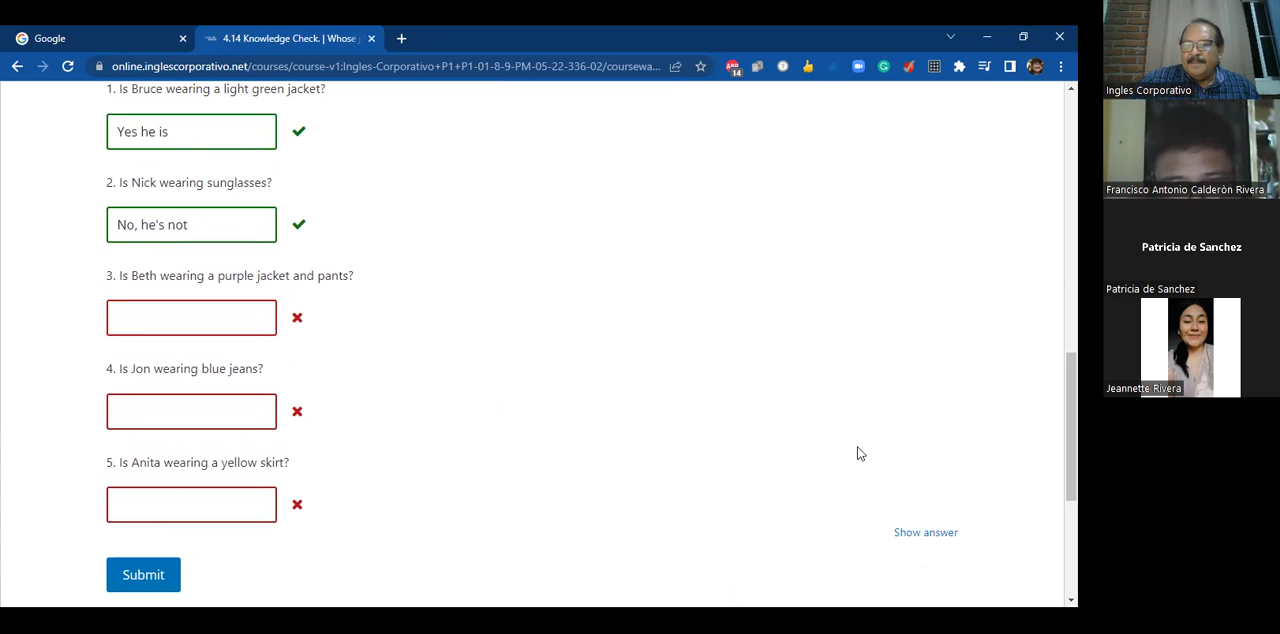 Google
4.14 Knowledge Check. | Whose
online.inglescorporativo.net/courses/course-v1:Ingles-Corporativo+P1+P1-01-8-9-PM-05-22-336-02/coursewa...
14
1. Is Bruce wearing a light green jacket?
Yes he is
2. Is Nick wearing sunglasses?
No, he's not
3. Is Beth wearing a purple jacket and pants?
4. Is Jon wearing blue jeans?
5. Is Anita wearing a yellow skirt?
Show answer
Submit
Ingles Corporativo
Francisco Antonio Calderòn Rivera
Patricia de Sanchez
Patricia de Sanchez
Jeannette Rivera